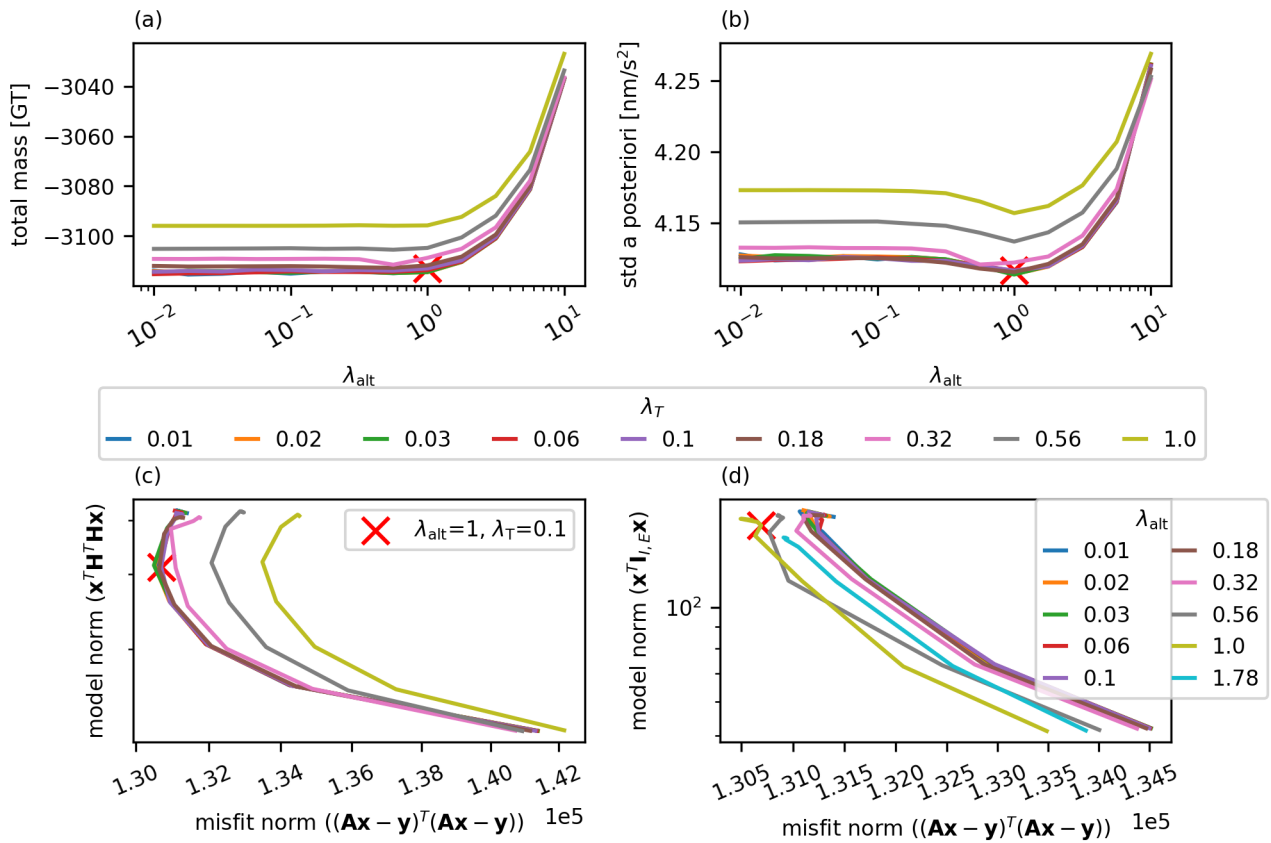 (a)
total mass [GT]
−3040
−3060
−3080
−3100
10⁻²
10⁻¹
10⁰
10¹
λ_alt
(b)
std a posteriori [nm/s²]
4.25
4.20
4.15
10⁻²
10⁻¹
10⁰
10¹
λ_alt
λ_T
0.01 0.02 0.03 0.06 0.1 0.18 0.32 0.56 1.0
(c)
model norm (xᵀHᵀHx)
λ_alt=1, λ_T=0.1
1.30 1.32 1.34 1.36 1.38 1.40 1.42
1e5
misfit norm ((Ax − y)ᵀ(Ax − y))
(d)
model norm (xᵀI_{I,E}x)
10²
λ_alt
0.01 0.18
0.02 0.32
0.03 0.56
0.06 1.0
0.1 1.78
1.305 1.310 1.315 1.320 1.325 1.330 1.335 1.340 1.345
1e5
misfit norm ((Ax − y)ᵀ(Ax − y))